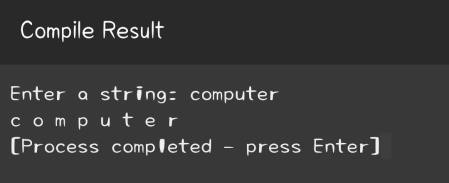 Compile Result
Enter a string: computer
c o m p u t e r
[Process completed - press Enter]